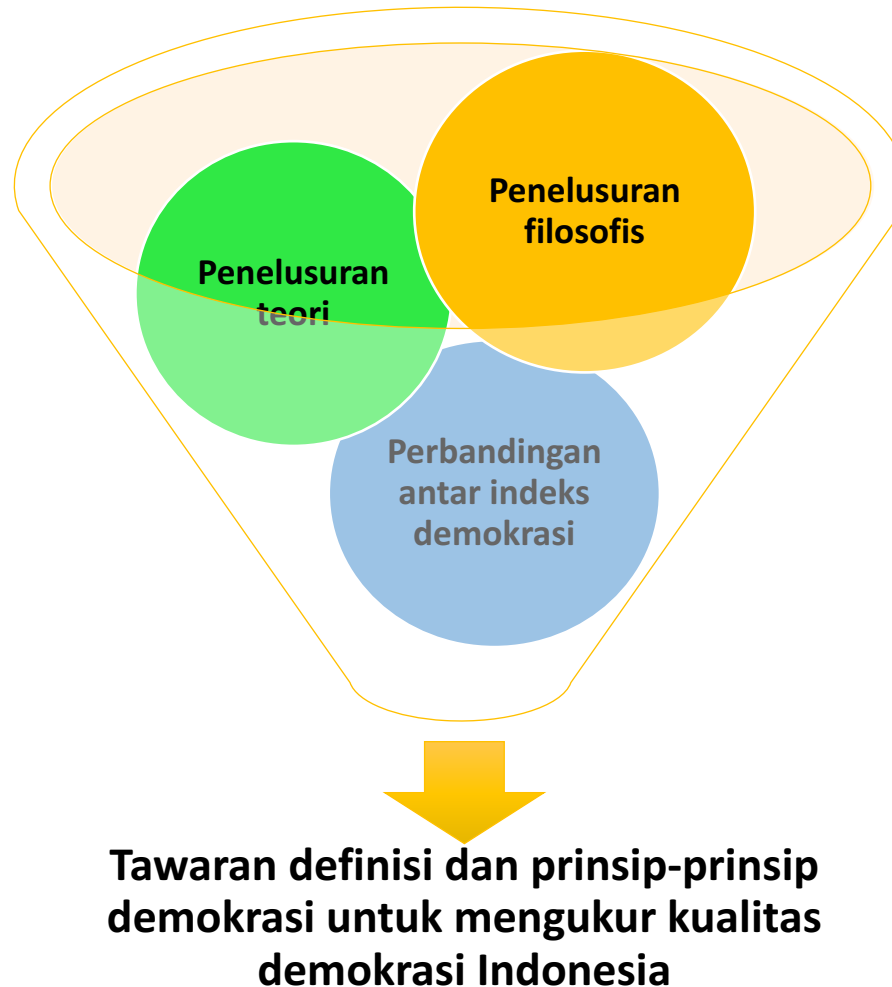 Penelusuran
filosofis
Penelusuran
teori
Perbandingan
antar indeks
demokrasi
Tawaran definisi dan prinsip-prinsip
demokrasi untuk mengukur kualitas
demokrasi Indonesia